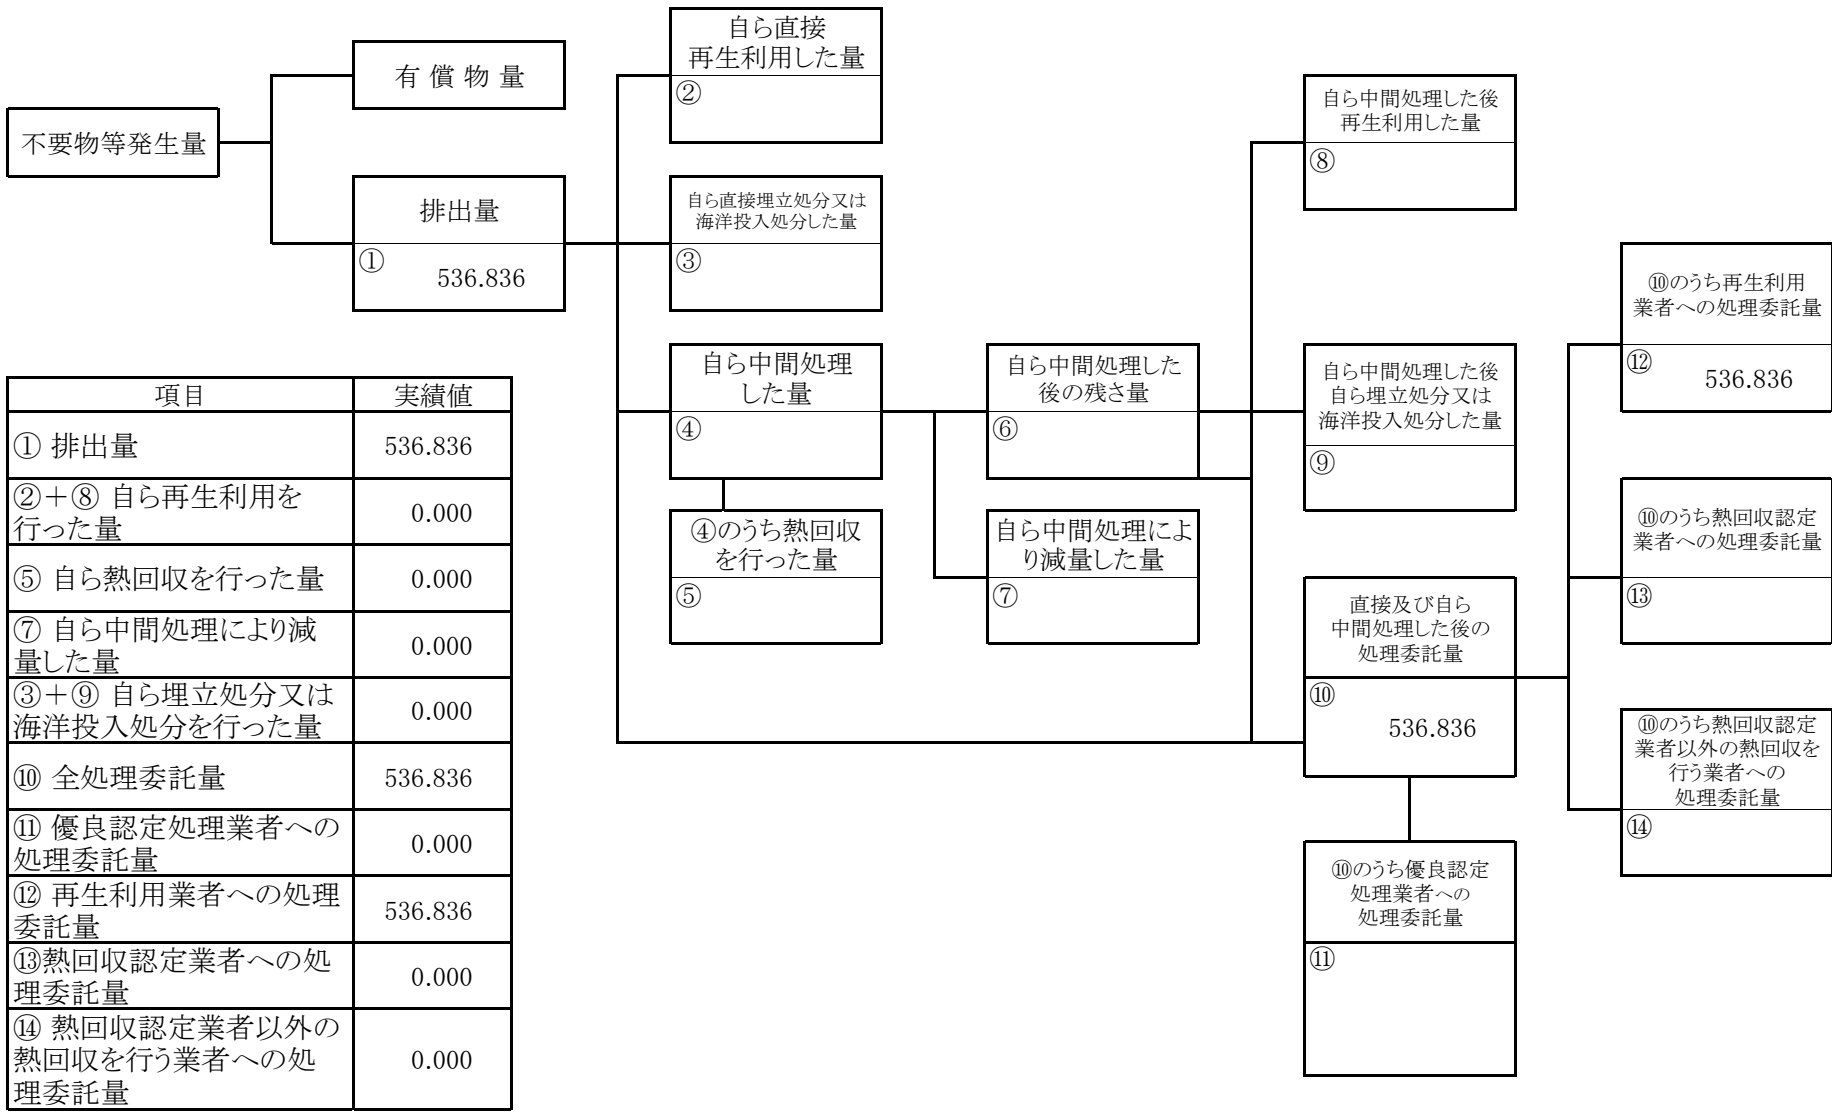 不要物等発生量
有 償 物 量
排出量
①
536.836
自ら直接
再生利用した量
②
自ら直接埋立処分又は
海洋投入処分した量
③
自ら中間処理
した量
④
④のうち熱回収
を行った量
⑤
自ら中間処理した
後の残さ量
⑥
自ら中間処理によ
り減量した量
⑦
自ら中間処理した後
再生利用した量
⑧
自ら中間処理した後
自ら埋立処分又は
海洋投入処分した量
⑨
直接及び自ら
中間処理した後の
処理委託量
⑩
536.836
⑩のうち優良認定
処理業者への
処理委託量
⑪
⑩のうち再生利用
業者への処理委託量
⑫
536.836
⑩のうち熱回収認定
業者への処理委託量
⑬
⑩のうち熱回収認定
業者以外の熱回収を
行う業者への
処理委託量
⑭
項目 実績値
① 排出量 536.836
②＋⑧ 自ら再生利用を
行った量 0.000
⑤ 自ら熱回収を行った量 0.000
⑦ 自ら中間処理により減
量した量 0.000
③＋⑨ 自ら埋立処分又は
海洋投入処分を行った量 0.000
⑩ 全処理委託量 536.836
⑪ 優良認定処理業者への
処理委託量 0.000
⑫ 再生利用業者への処理
委託量 536.836
⑬熱回収認定業者への処
理委託量 0.000
⑭ 熱回収認定業者以外の
熱回収を行う業者への処
理委託量 0.000